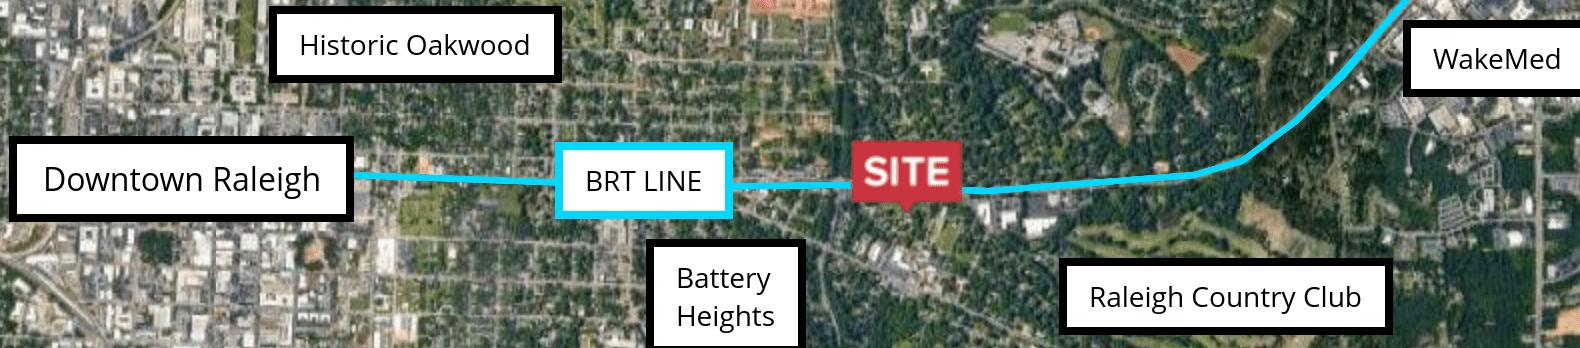 Historic Oakwood
WakeMed
Downtown Raleigh
BRT LINE
SITE
Battery
Heights
Raleigh Country Club